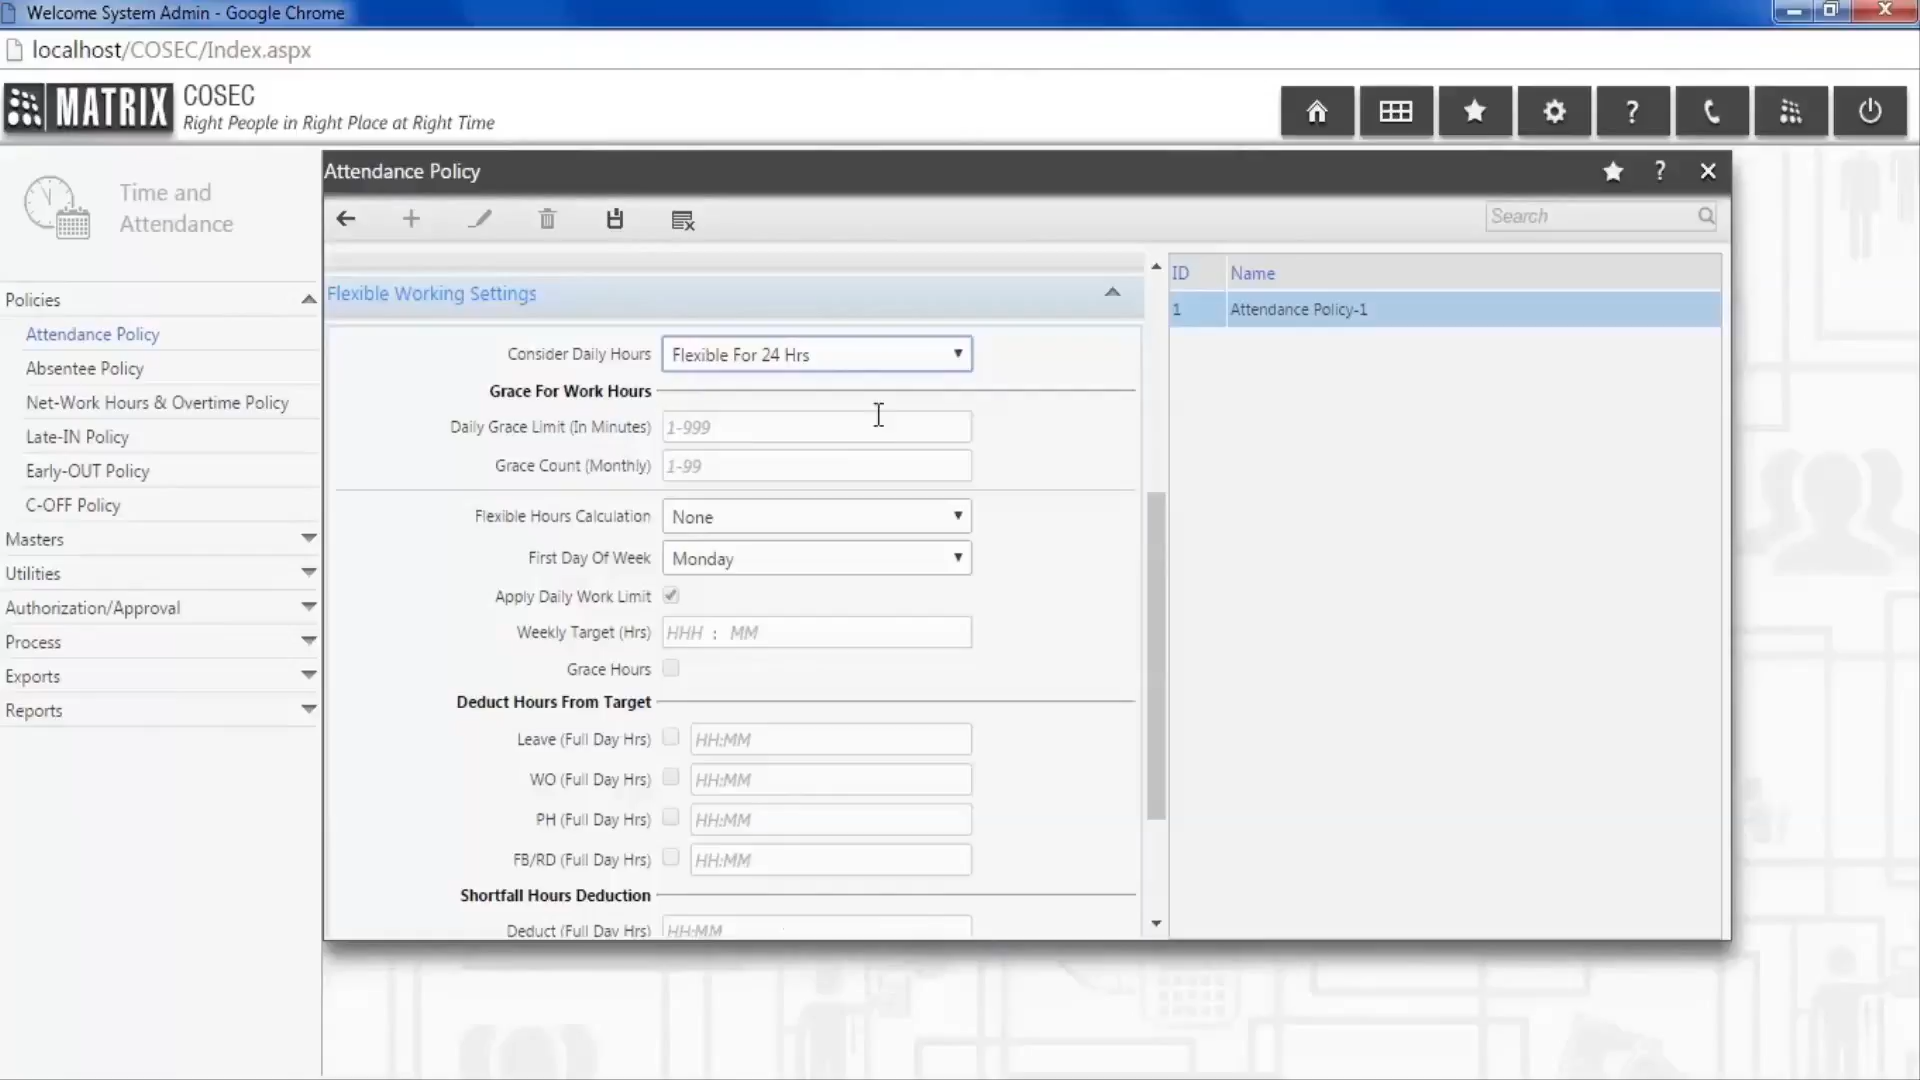 Welcome System Admin - Google Chrome
localhost/COSEC/Index.aspx
MATRIX
COSEC
Right People in Right Place at Right Time
?
Time and
Attendance
Policies
Attendance Policy
Absentee Policy
Net-Work Hours & Overtime Policy
Late-IN Policy
Early-OUT Policy
C-OFF Policy
Masters
Utilities
Authorization/Approval
Process
Exports
Reports
Attendance Policy
?
Search
Flexible Working Settings
Consider Daily Hours Flexible For 24 Hrs
Grace For Work Hours
Daily Grace Limit (In Minutes) 1-999
Grace Count (Monthly) 1-99
Flexible Hours Calculation None
First Day Of Week Monday
Apply Daily Work Limit
Weekly Target (Hrs) HHH : MM
Grace Hours
Deduct Hours From Target
Leave (Full Day Hrs) HH:MM
WO (Full Day Hrs) HH:MM
PH (Full Day Hrs) HH:MM
FB/RD (Full Day Hrs) HH:MM
Shortfall Hours Deduction
Deduct (Full Day Hrs) HH:MM
ID Name
1 Attendance Policy-1